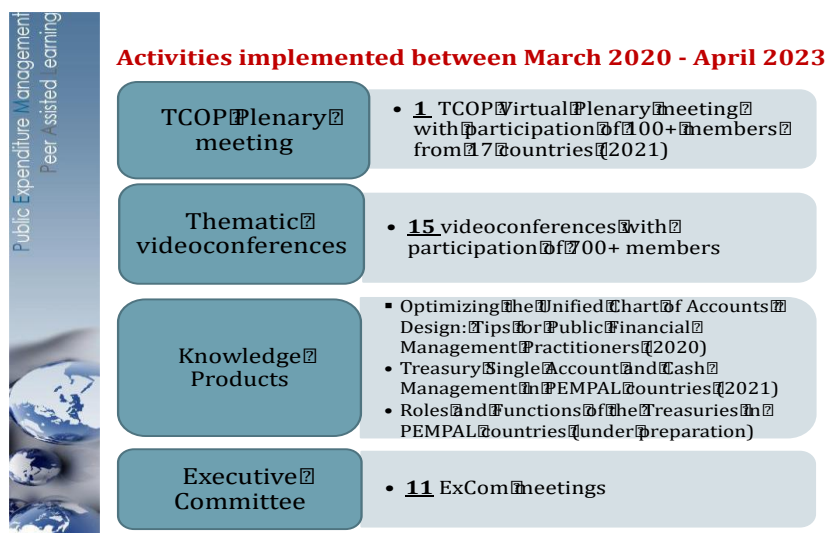 Public Expenditure Management
Peer Assisted Learning
Activities implemented between March 2020 - April 2023
TCOP Plenary
meeting
• 1 TCOP Virtual Plenary meeting
with participation of 100+ members
from 17 countries (2021)
Thematic
videoconferences
• 15 videoconferences with
participation of 700+ members
Knowledge
Products
▪ Optimizing the Unified Chart of Accounts
Design: Tips for Public Financial
Management Practitioners (2020)
• Treasury Single Account and Cash
Management in PEMPAL countries (2021)
• Roles and Functions of the Treasuries in
PEMPAL countries (under preparation)
Executive
Committee
• 11 ExCom meetings